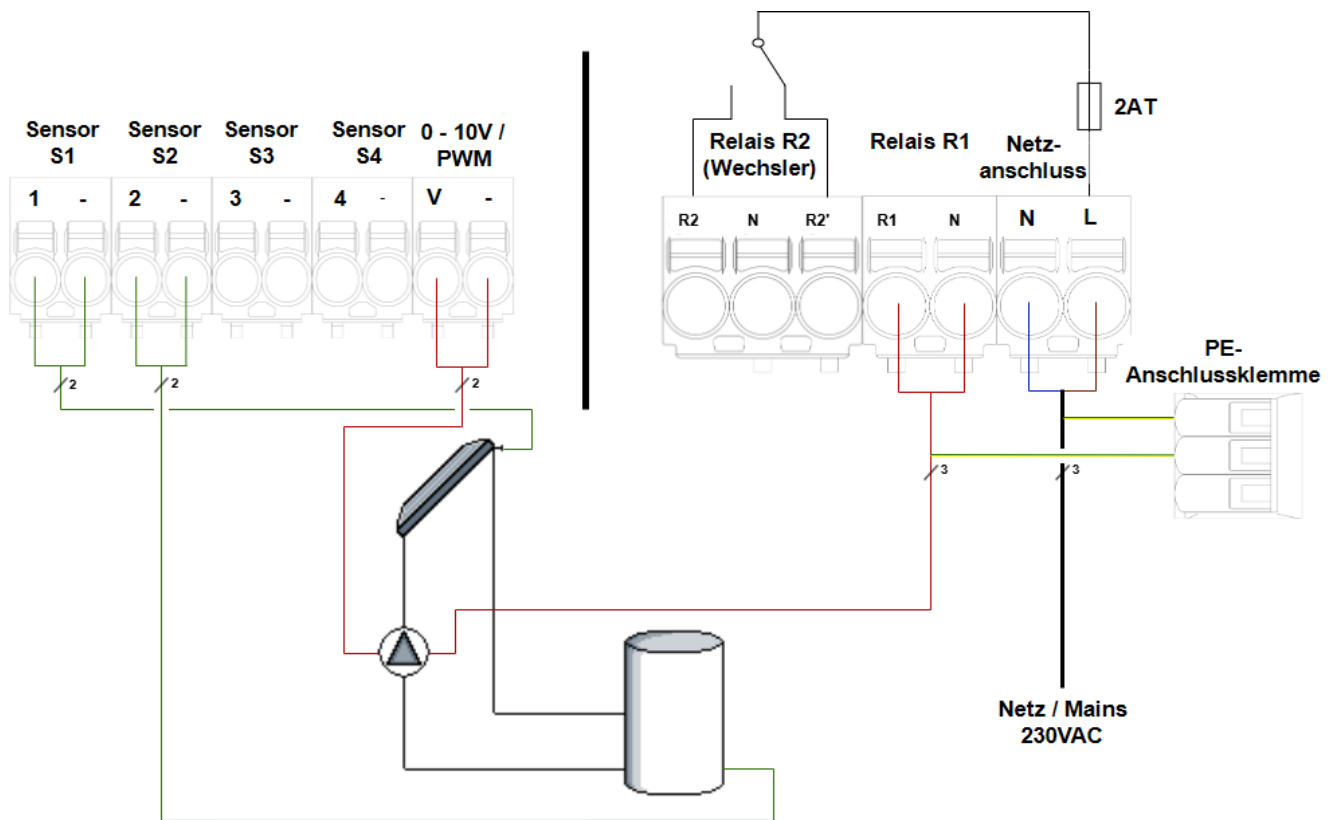 2AT
Sensor S1
Sensor S2
Sensor S3
Sensor S4
0 - 10V / PWM
Relais R2
(Wechsler)
Relais R1
Netz-
anschluss
1 - 2 - 3 - 4 - V -
R2 N R2' R1 N N L
PE-
Anschlussklemme
2 2 2
3 3
Netz / Mains
230VAC